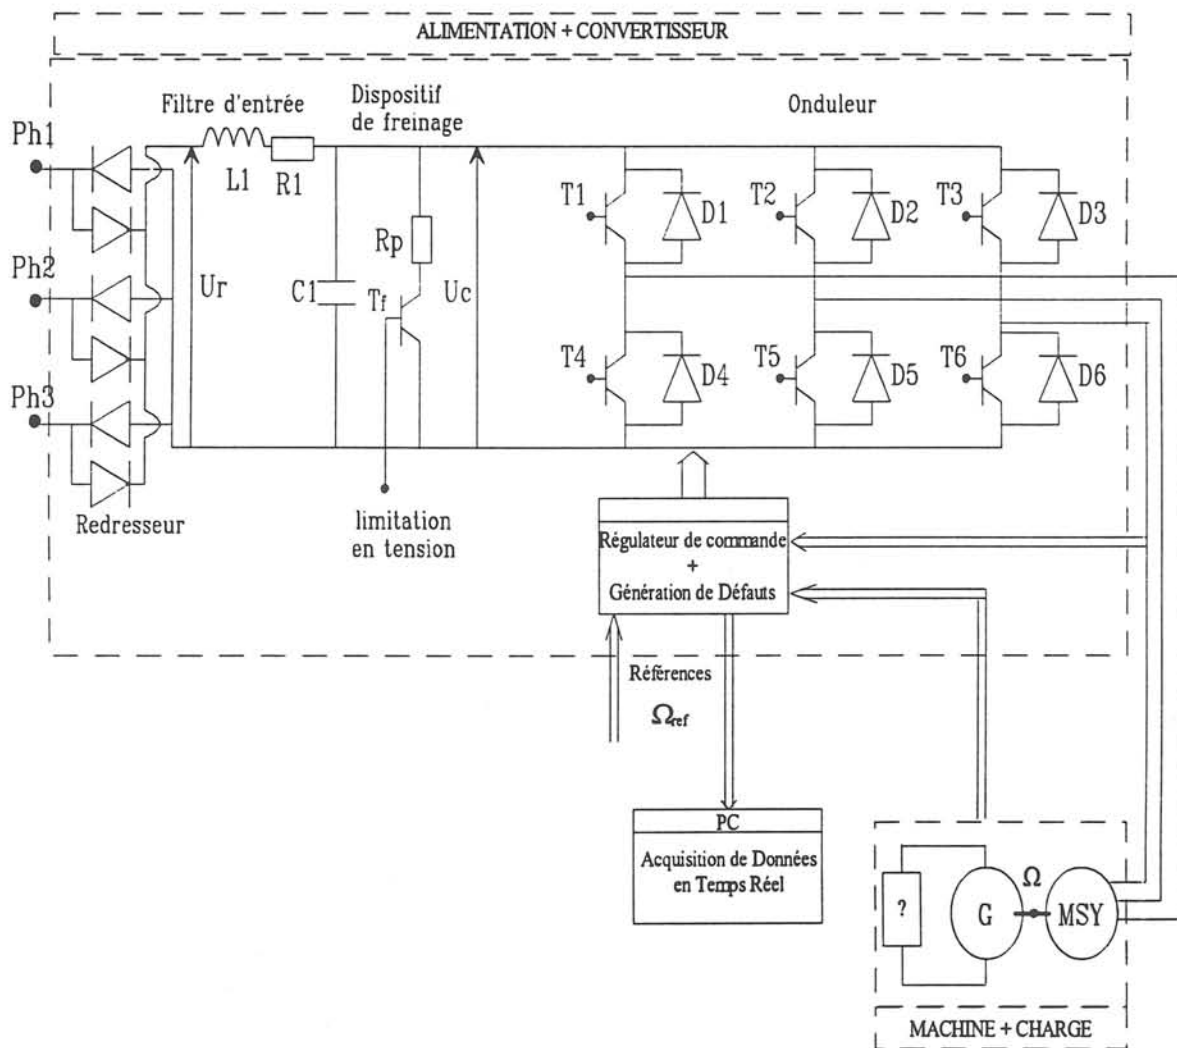 ALIMENTATION + CONVERTISSEUR
Filtre d'entrée
Dispositif
de freinage
Onduleur
Ph1
L1
R1
T1
D1
T2
D2
T3
D3
Rp
Ph2
Ur
C1
Tf
Uc
T4
D4
T5
D5
T6
D6
Ph3
Redresseur
limitation
en tension
Régulateur de commande
+
Génération de Défauts
Références
Ωref
PC
Acquisition de Données
en Temps Réel
?
G
Ω
MSY
MACHINE + CHARGE